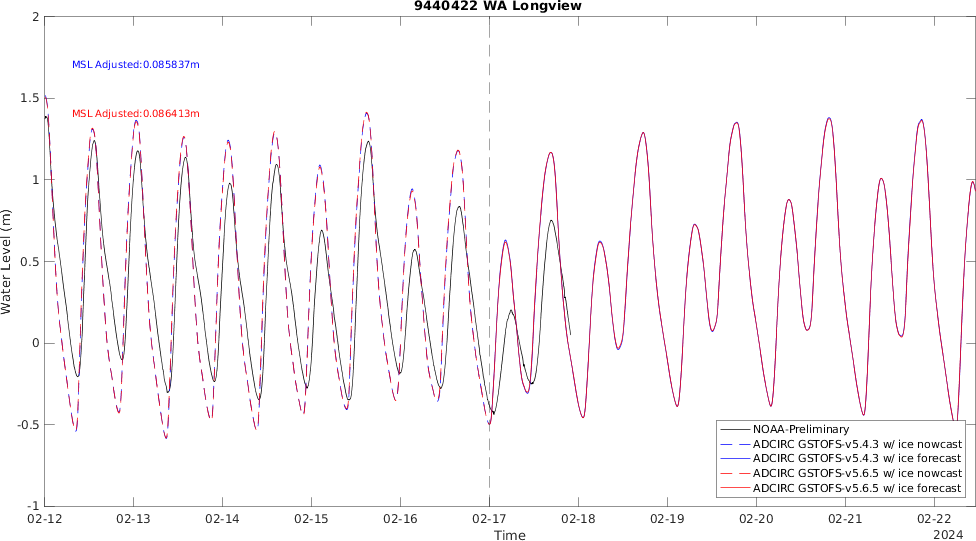 9440422 WA Longview
MSL Adjusted:0.085837m
MSL Adjusted:0.086413m
Water Level (m)
2
1.5
1
0.5
0
-0.5
-1
NOAA-Preliminary
ADCIRC GSTOFS-v5.4.3 w/ ice nowcast
ADCIRC GSTOFS-v5.4.3 w/ ice forecast
ADCIRC GSTOFS-v5.6.5 w/ ice nowcast
ADCIRC GSTOFS-v5.6.5 w/ ice forecast
02-12 02-13 02-14 02-15 02-16 02-17 02-18 02-19 02-20 02-21 02-22
Time
2024